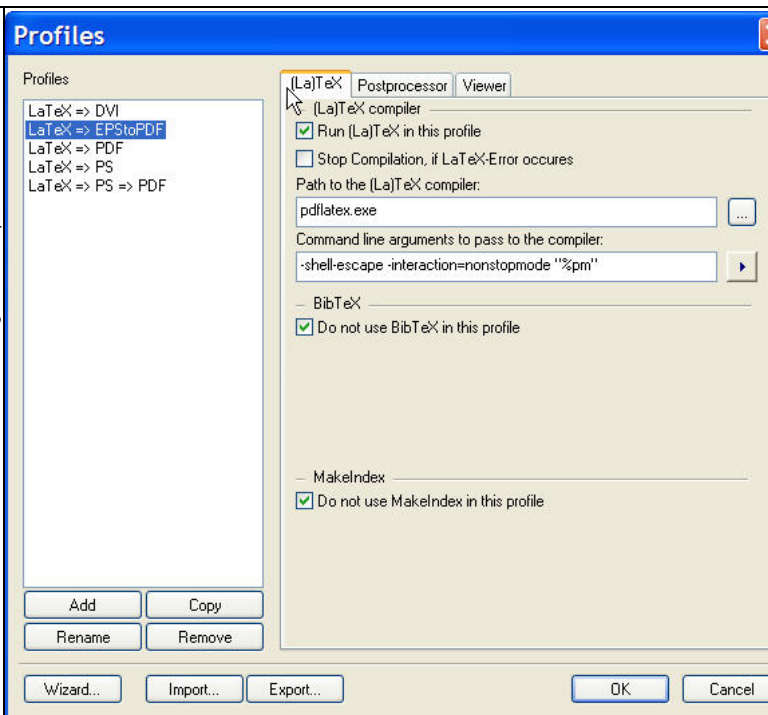 Profiles
Profiles
LaTeX => DVI
LaTeX => EPStoPDF
LaTeX => PDF
LaTeX => PS
LaTeX => PS => PDF
Add
Copy
Rename
Remove
(La)TeX
Postprocessor
Viewer
(La)TeX compiler
Run (La)TeX in this profile
Stop Compilation, if LaTeX-Error occures
Path to the (La)TeX compiler:
pdflatex.exe
...
Command line arguments to pass to the compiler:
-shell-escape -interaction=nonstopmode "%pm"
BibTeX
Do not use BibTeX in this profile
MakeIndex
Do not use MakeIndex in this profile
Wizard...
Import...
Export...
OK
Cancel